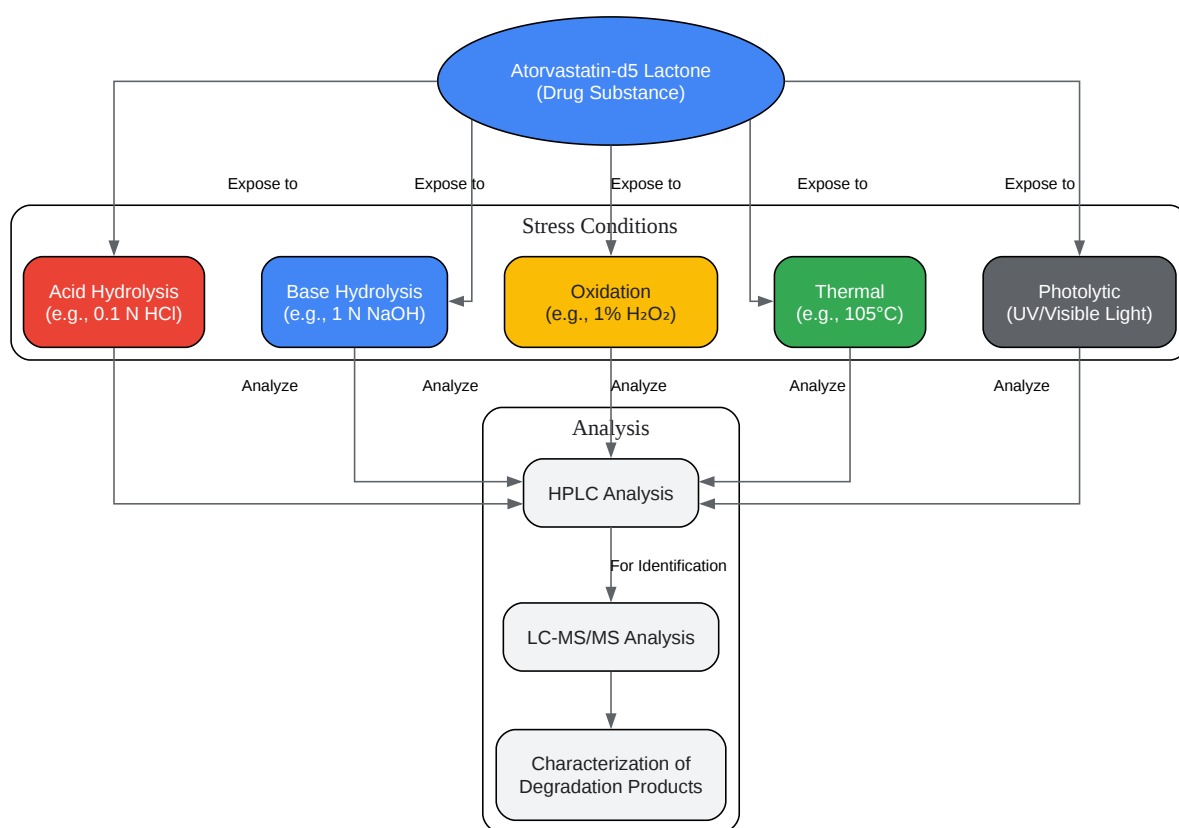 Atorvastatin-d5 Lactone
(Drug Substance)
Expose to
Expose to
Expose to
Expose to
Expose to
Stress Conditions
Acid Hydrolysis
(e.g., 0.1 N HCl)
Base Hydrolysis
(e.g., 1 N NaOH)
Oxidation
(e.g., 1% H₂O₂)
Thermal
(e.g., 105°C)
Photolytic
(UV/Visible Light)
Analyze
Analyze
Analyze
Analyze
Analyze
Analysis
HPLC Analysis
For Identification
LC-MS/MS Analysis
Characterization of
Degradation Products